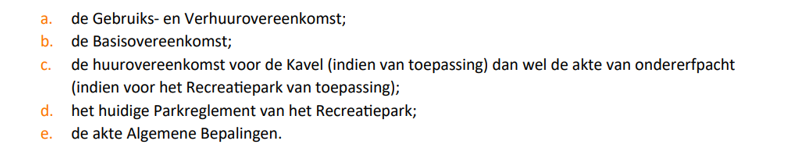 a. de Gebruiks- en Verhuurovereenkomst;
b. de Basisovereenkomst;
c. de huurovereenkomst voor de Kavel (indien van toepassing) dan wel de akte van ondererfpacht
(indien voor het Recreatiepark van toepassing);
d. het huidige Parkreglement van het Recreatiepark;
e. de akte Algemene Bepalingen.